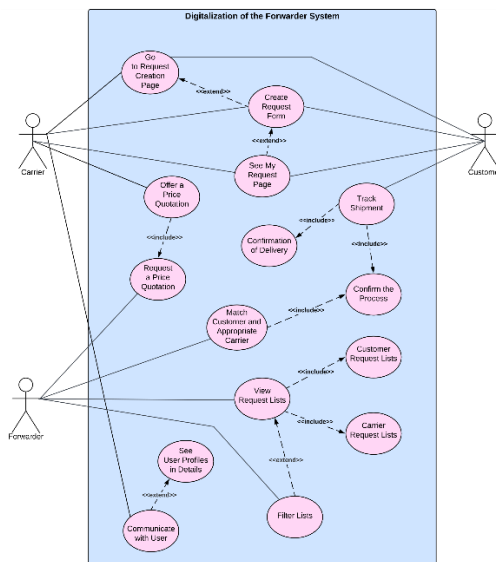 Digitalization of the Forwarder System
Go
to Request
Creation
Page
<<extend>>
Create
Request
Form
<<extend>>
Carrier
Customer
See My
Request
Page
Offer a
Price
Quotation
Track
Shipment
<<include>>
<<include>>
Confirmation
of Delivery
<<include>>
Request
a Price
Quotation
Confirm the
Process
Match
Customer and
Appropriate
Carrier
<<include>>
Customer
Request Lists
<<include>>
View
Request Lists
<<include>>
Carrier
Request Lists
Forwarder
See
User Profiles
in Details
<<extend>>
<<extend>>
Filter Lists
Communicate
with User